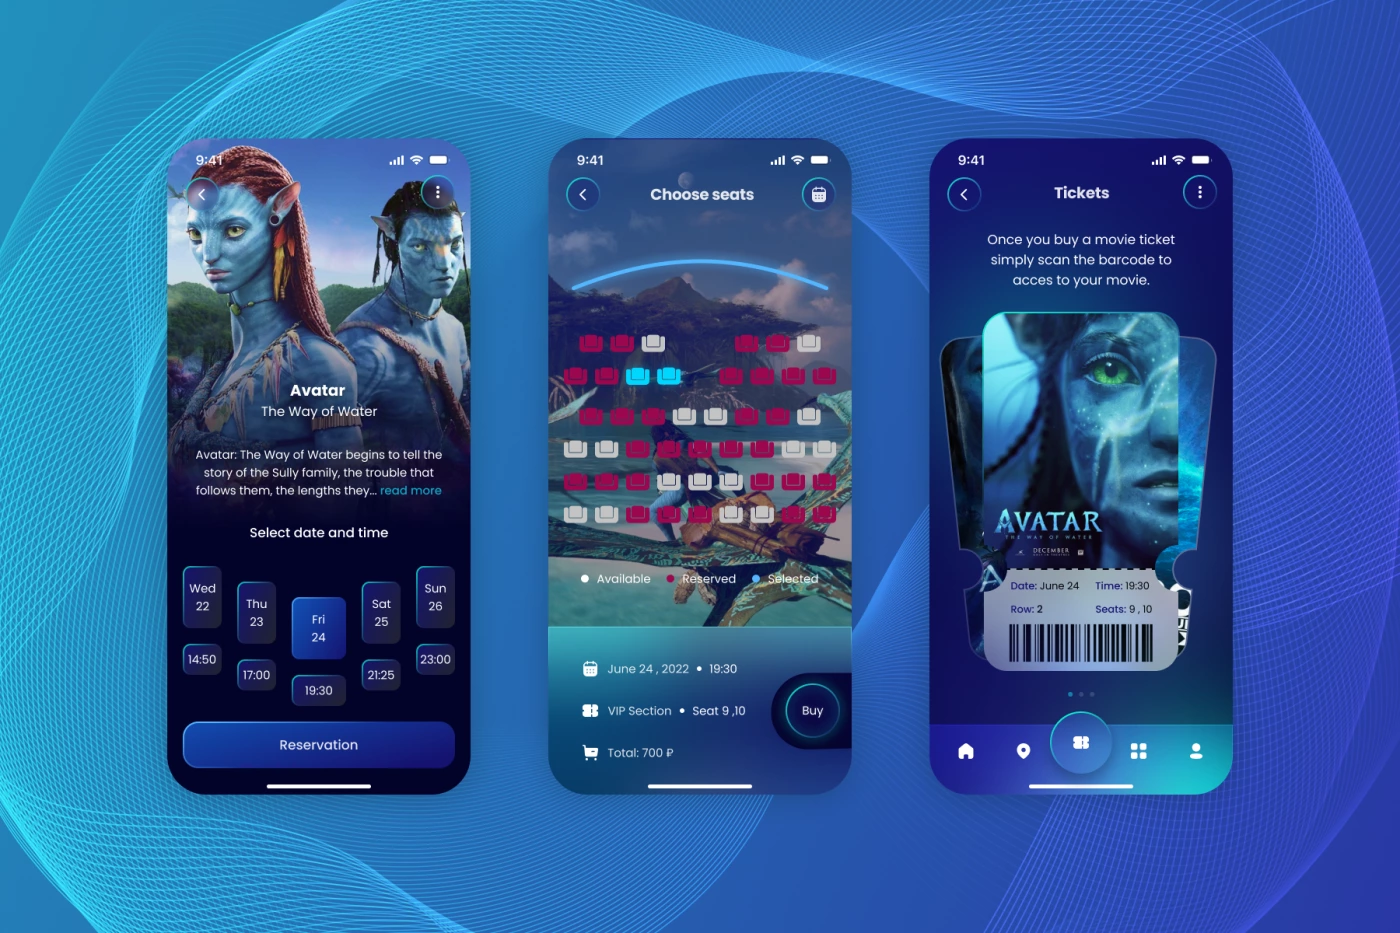 9:41
Avatar
The Way of Water
Avatar: The Way of Water begins to tell the
story of the Sully family, the trouble that
follows them, the lengths they... read more
Select date and time
Wed
22
Thu
23
Fri
24
Sat
25
Sun
26
14:50
17:00
19:30
21:25
23:00
Reservation
9:41
Choose seats
Available
Reserved
Selected
June 24 , 2022 • 19:30
VIP Section • Seat 9 ,10
Total: 700 ₽
Buy
9:41
Tickets
Once you buy a movie ticket
simply scan the barcode to
acces to your movie.
AVATAR
THE WAY OF WATER
DECEMBER
Date: June 24 Time: 19:30
Row: 2 Seats: 9 , 10